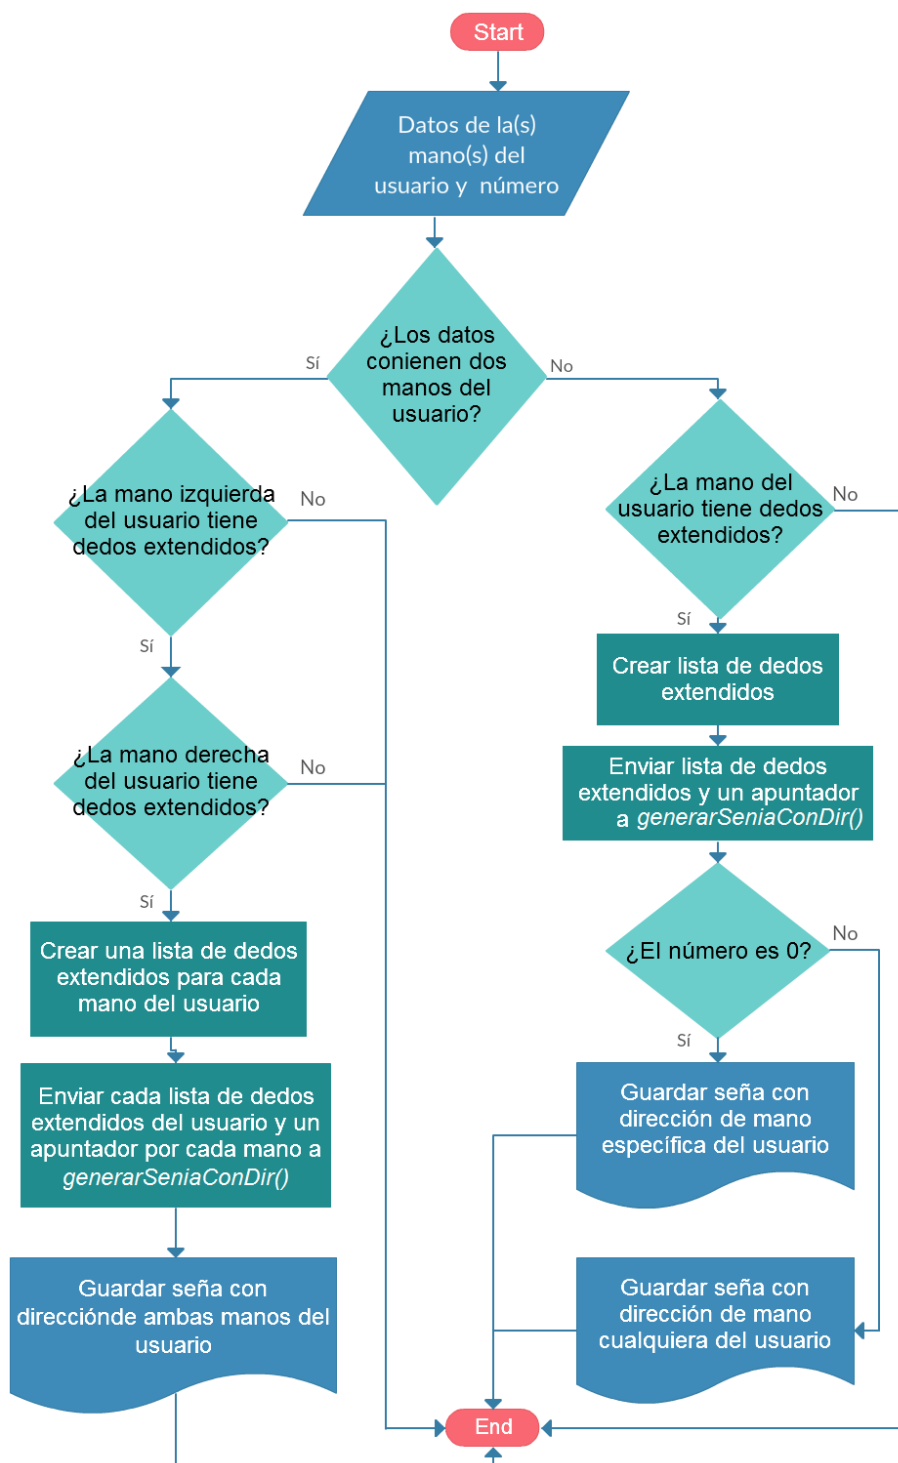 Start
Datos de la(s)
mano(s) del
usuario y número
¿Los datos
conienen dos
manos del
usuario?
Sí
No
¿La mano izquierda
del usuario tiene
dedos extendidos?
No
Sí
¿La mano derecha
del usuario tiene
dedos extendidos?
No
Sí
Crear una lista de dedos
extendidos para cada
mano del usuario
Enviar cada lista de dedos
extendidos del usuario y un
apuntador por cada mano a
generarSeniaConDir()
Guardar seña con
direcciónde ambas manos del
usuario
¿La mano del
usuario tiene dedos
extendidos?
No
Sí
Crear lista de dedos
extendidos
Enviar lista de dedos
extendidos y un apuntador
a generarSeniaConDir()
¿El número es 0?
No
Sí
Guardar seña con
dirección de mano
específica del usuario
Guardar seña con
dirección de mano
cualquiera del usuario
End